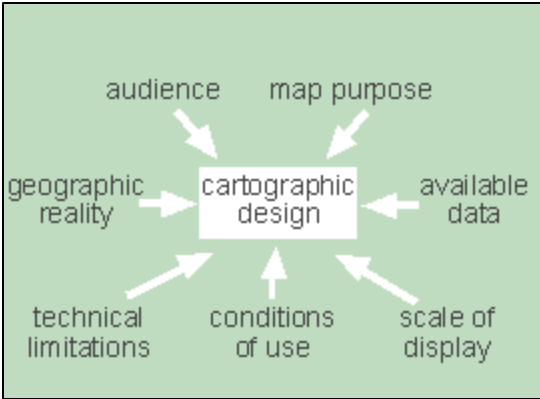 audience
map purpose
geographic
reality
cartographic
design
available
data
technical
limitations
conditions
of use
scale of
display